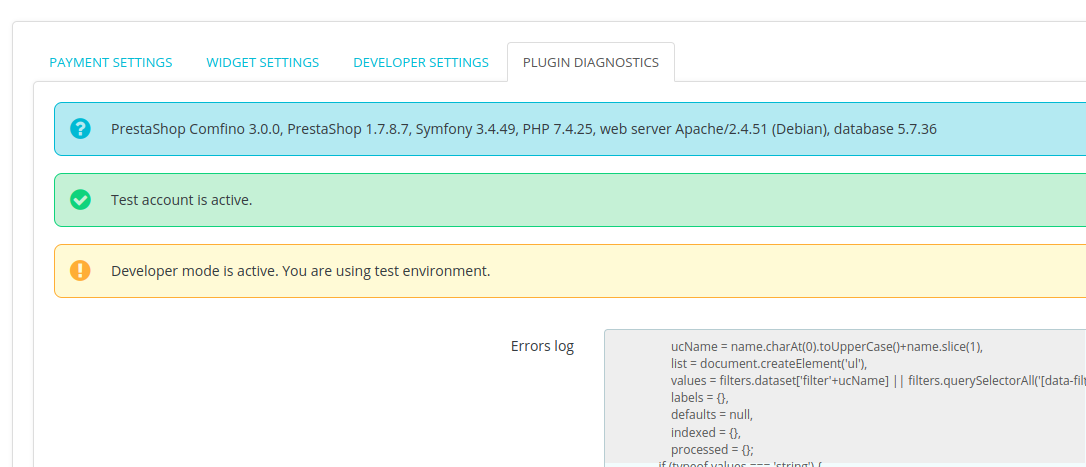 PAYMENT SETTINGS WIDGET SETTINGS DEVELOPER SETTINGS PLUGIN DIAGNOSTICS
PrestaShop Comfino 3.0.0, PrestaShop 1.7.8.7, Symfony 3.4.49, PHP 7.4.25, web server Apache/2.4.51 (Debian), database 5.7.36
Test account is active.
Developer mode is active. You are using test environment.
Errors log
ucName = name.charAt(0).toUpperCase()+name.slice(1),
list = document.createElement('ul'),
values = filters.dataset['filter'+ucName] || filters.querySelectorAll('[data-filt
labels = {},
defaults = null,
indexed = {},
processed = {};
if (typeof values === 'string') {